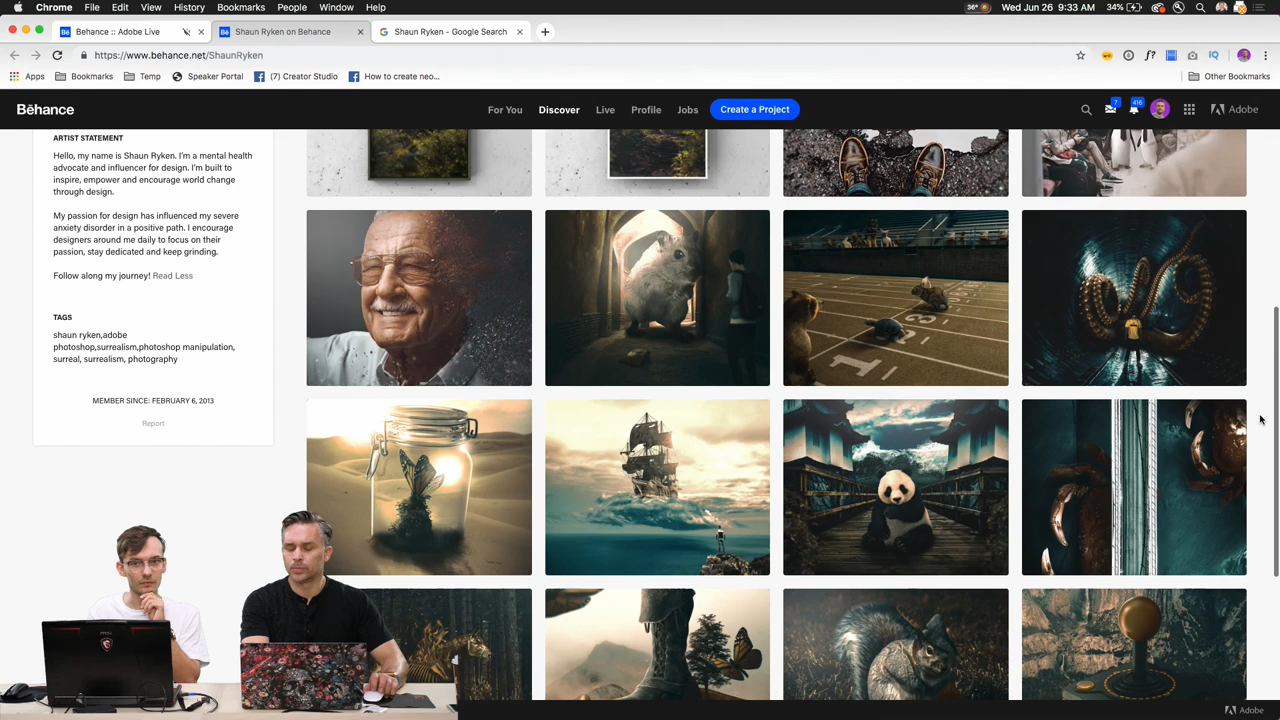 Chrome File Edit View History Bookmarks People Window Help
36° Wed Jun 26 9:33 AM 34%
Behance :: Adobe Live
Shaun Ryken on Behance
Shaun Ryken - Google Search
https://www.behance.net/ShaunRyken
Apps Bookmarks Temp Speaker Portal (7) Creator Studio How to create neo... Other Bookmarks
Bēhance For You Discover Live Profile Jobs Create a Project 7 416 Adobe
ARTIST STATEMENT
Hello, my name is Shaun Ryken. I'm a mental health
advocate and influencer for design. I'm built to
inspire, empower and encourage world change
through design.
My passion for design has influenced my severe
anxiety disorder in a positive path. I encourage
designers around me daily to focus on their
passion, stay dedicated and keep grinding.
Follow along my journey! Read Less
TAGS
shaun ryken,adobe
photoshop,surrealism,photoshop manipulation,
surreal, surrealism, photography
MEMBER SINCE: FEBRUARY 6, 2013
Report
Adobe